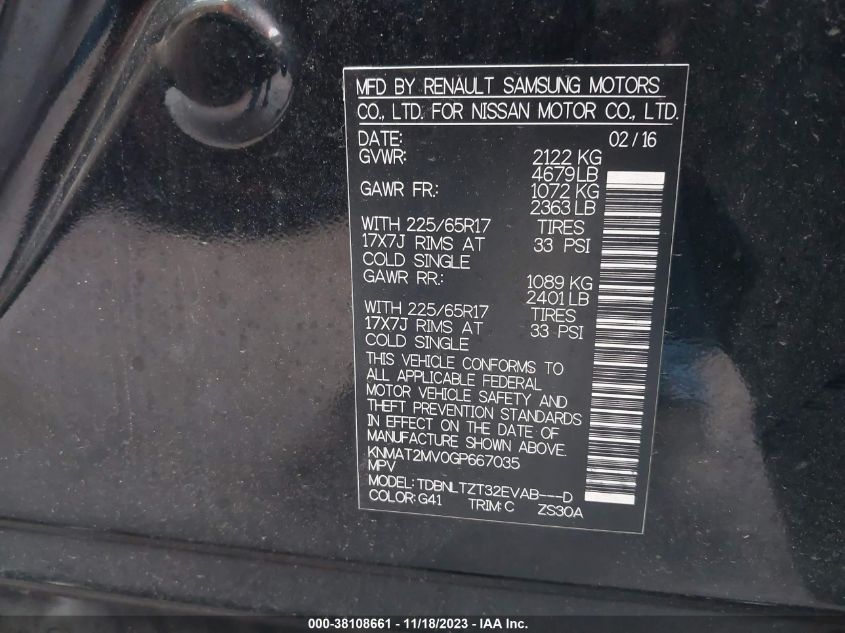 MFD BY RENAULT SAMSUNG MOTORS
CO., LTD. FOR NISSAN MOTOR CO., LTD.
DATE: 02/16
GVWR: 2122 KG
4679LB
GAWR FR.: 1072 KG
2363 LB
WITH 225/65R17 TIRES
17X7J RIMS AT 33 PSI
COLD SINGLE
GAWR RR.: 1089 KG
2401 LB
WITH 225/65R17 TIRES
17X7J RIMS AT 33 PSI
COLD SINGLE
THIS VEHICLE CONFORMS TO
ALL APPLICABLE FEDERAL
MOTOR VEHICLE SAFETY AND
THEFT PREVENTION STANDARDS
IN EFFECT ON THE DATE OF
MANUFACTURE SHOWN ABOVE.
KNMAT2MV0GP667035
MPV
MODEL: TDBNLTZT32EVAB---D
COLOR: G41 TRIM: C ZS30A
000-38108661 - 11/18/2023 - IAA Inc.